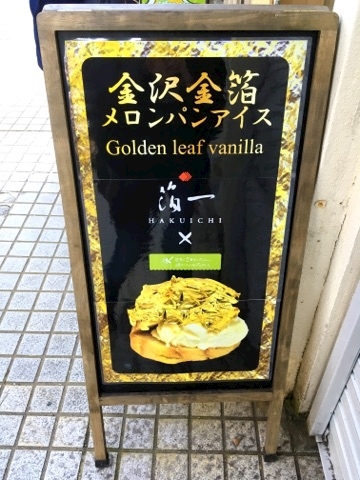 金沢金箔
メロンパンアイス
Golden leaf vanilla
箔一
HAKUICHI
×